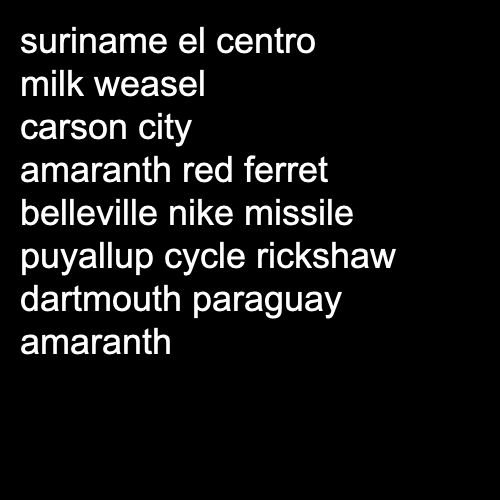 suriname el centro
milk weasel
carson city
amaranth red ferret
belleville nike missile
puyallup cycle rickshaw
dartmouth paraguay
amaranth